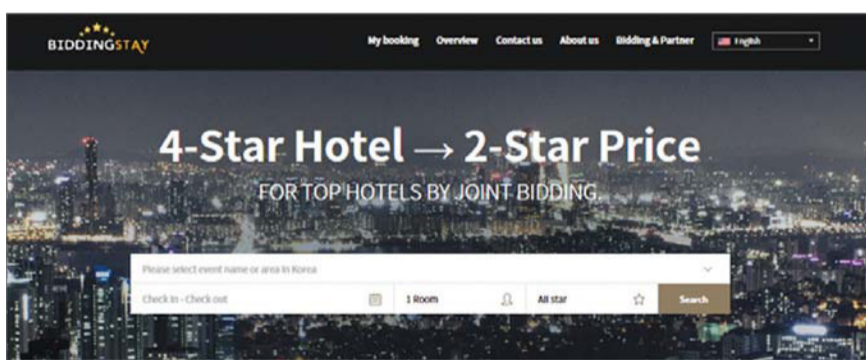 BIDDINGSTAY
My booking Overview Contact us About us Bidding & Partner English
4-Star Hotel → 2-Star Price
FOR TOP HOTELS BY JOINT BIDDING.
Please select event name or area in Korea
Check in - Check out 1 Room All star Search